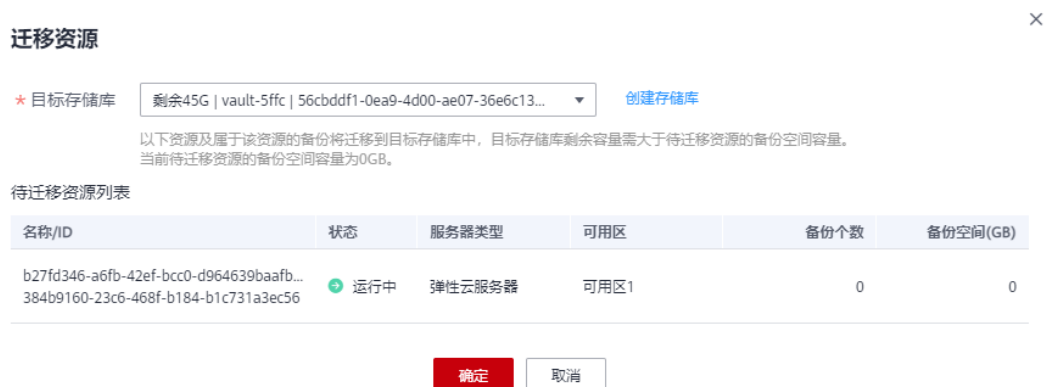 迁移资源
* 目标存储库 剩余45G | vault-5ffc | 56cbddf1-0ea9-4d00-ae07-36e6c13... 创建存储库
以下资源及属于该资源的备份将迁移到目标存储库中，目标存储库剩余容量需大于待迁移资源的备份空间容量。
当前待迁移资源的备份空间容量为0GB。
待迁移资源列表
名称/ID 状态 服务器类型 可用区 备份个数 备份空间(GB)
b27fd346-a6fb-42ef-bcc0-d964639baafb...
384b9160-23c6-468f-b184-b1c731a3ec56
运行中 弹性云服务器 可用区1 0 0
确定 取消